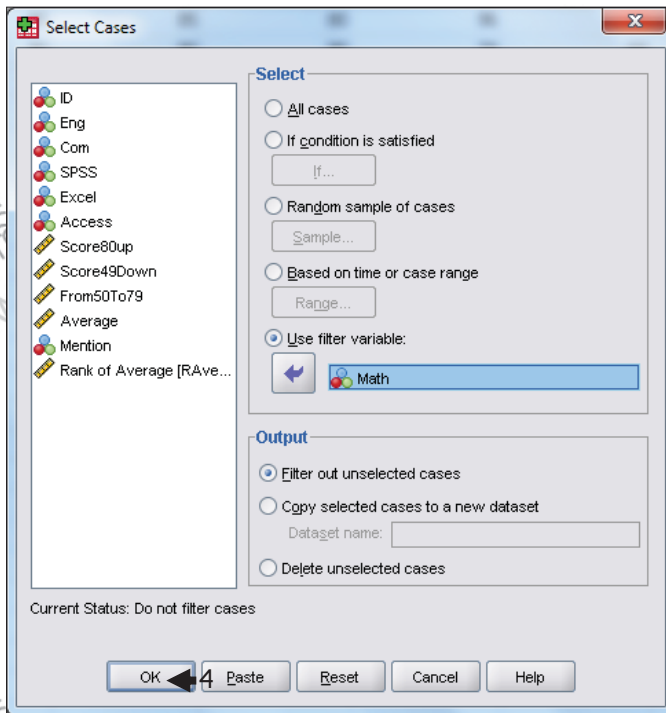 Select Cases
X
ID
Eng
Com
SPSS
Excel
Access
Score80up
Score49Down
From50To79
Average
Mention
Rank of Average [RAve...
Select
All cases
If condition is satisfied
If...
Random sample of cases
Sample...
Based on time or case range
Range...
Use filter variable:
Math
Output
Filter out unselected cases
Copy selected cases to a new dataset
Dataset name:
Delete unselected cases
Current Status: Do not filter cases
OK 4 Paste Reset Cancel Help